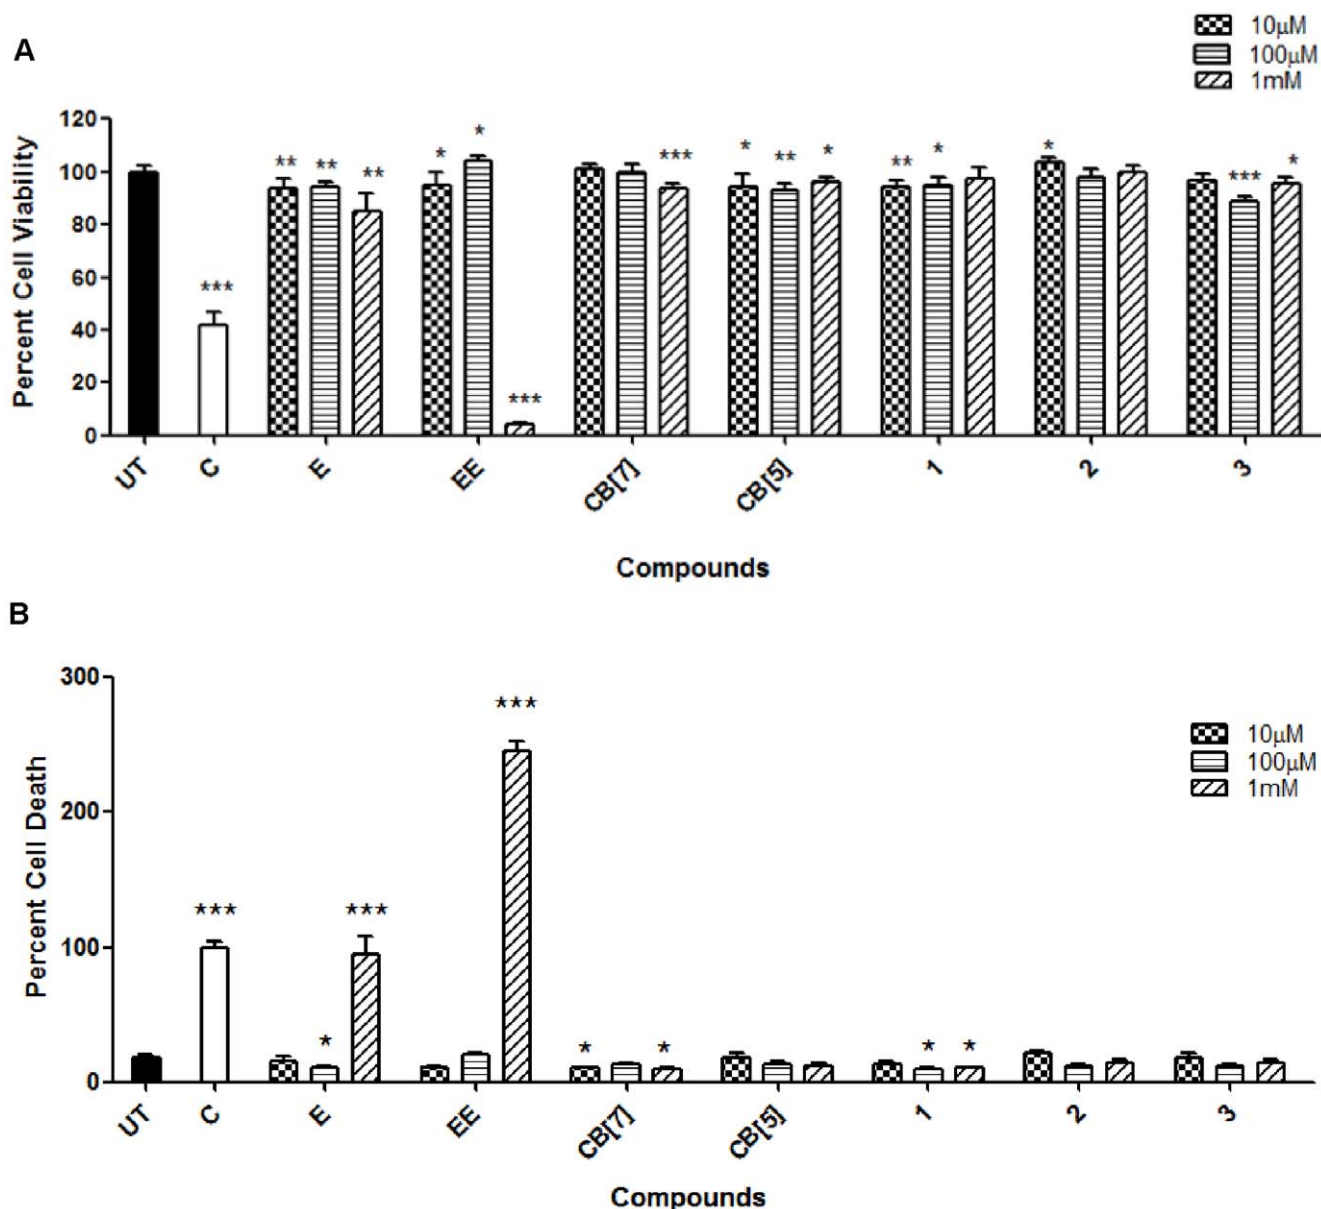 A
10μM
100μM
1mM
Percent Cell Viability
120
100
80
60
40
20
0
*** ** ** ** * * *** *** * ** * ** * * *** *
UT C E EE CB[7] CB[5] 1 2 3
Compounds
B
10μM
100μM
1mM
Percent Cell Death
300
200
100
0
*** * *** *** * * * *
UT C E EE CB[7] CB[5] 1 2 3
Compounds